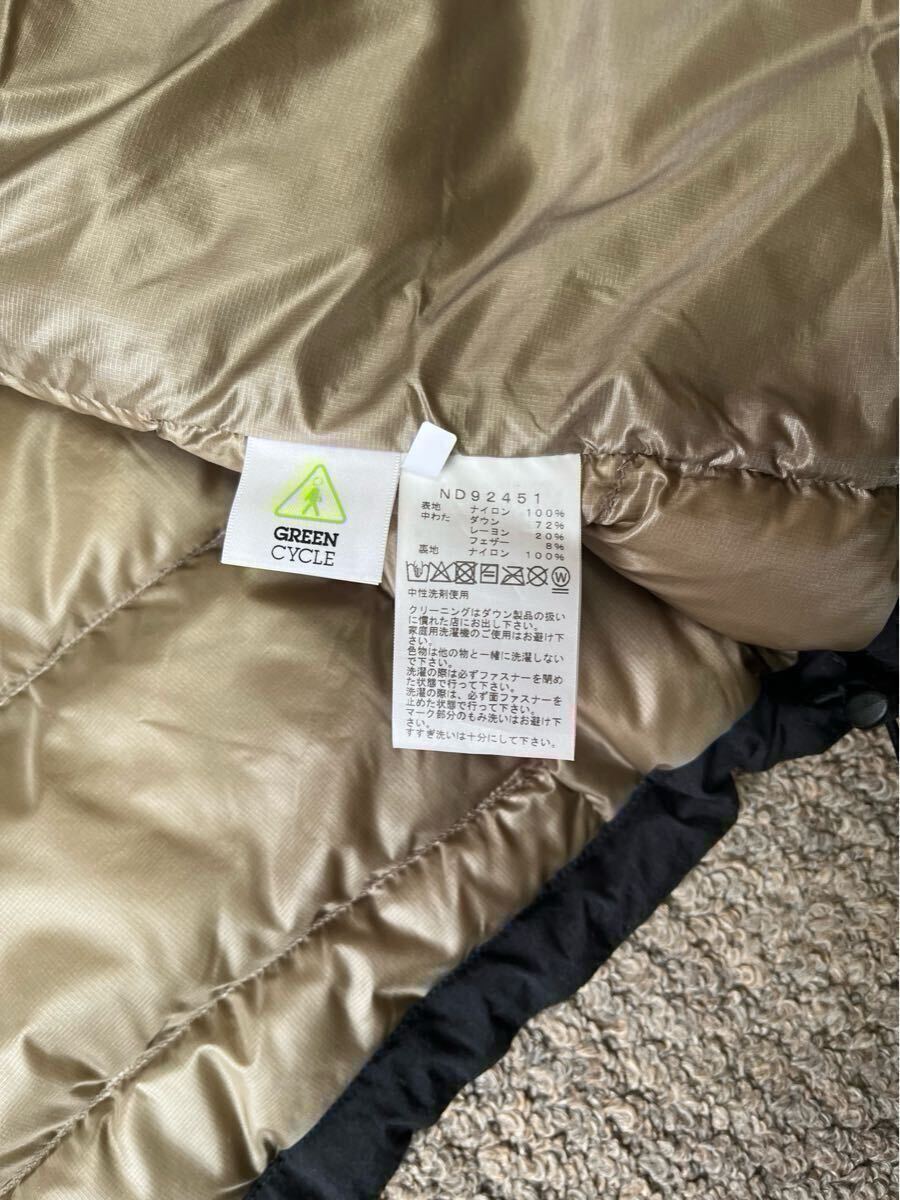 GREEN
CYCLE
ND92451
表地 ナイロン 100%
中わた ダウン 72%
レーヨン 20%
フェザー 8%
裏地 ナイロン 100%
W
中性洗剤使用
クリーニングはダウン製品の扱い
に慣れた店にお出し下さい。
家庭用洗濯機のご使用はお避け下
さい。
色物は他の物と一緒に洗濯しない
で下さい。
洗濯の際は必ずファスナーを閉め
た状態で行って下さい。
洗濯の際は、必ず面ファスナーを
止めた状態で行って下さい。
マーク部分のもみ洗いはお避け下
さい。
すすぎ洗いは十分にして下さい。